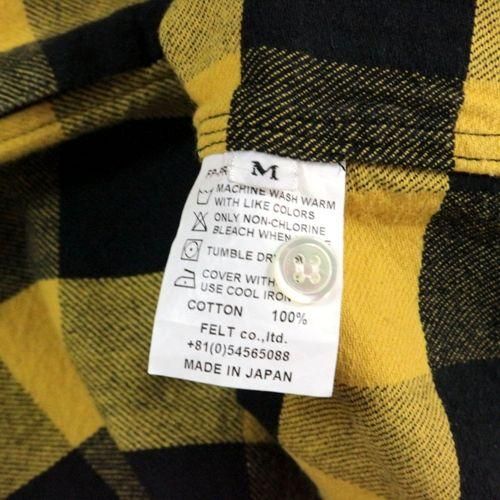 M
MACHINE WASH WARM
WITH LIKE COLORS
ONLY NON-CHLORINE
BLEACH WHEN
TUMBLE DRY
COVER WITH
USE COOL IRON
COTTON 100%
FELT co.,ltd.
+81(0)54565088
MADE IN JAPAN